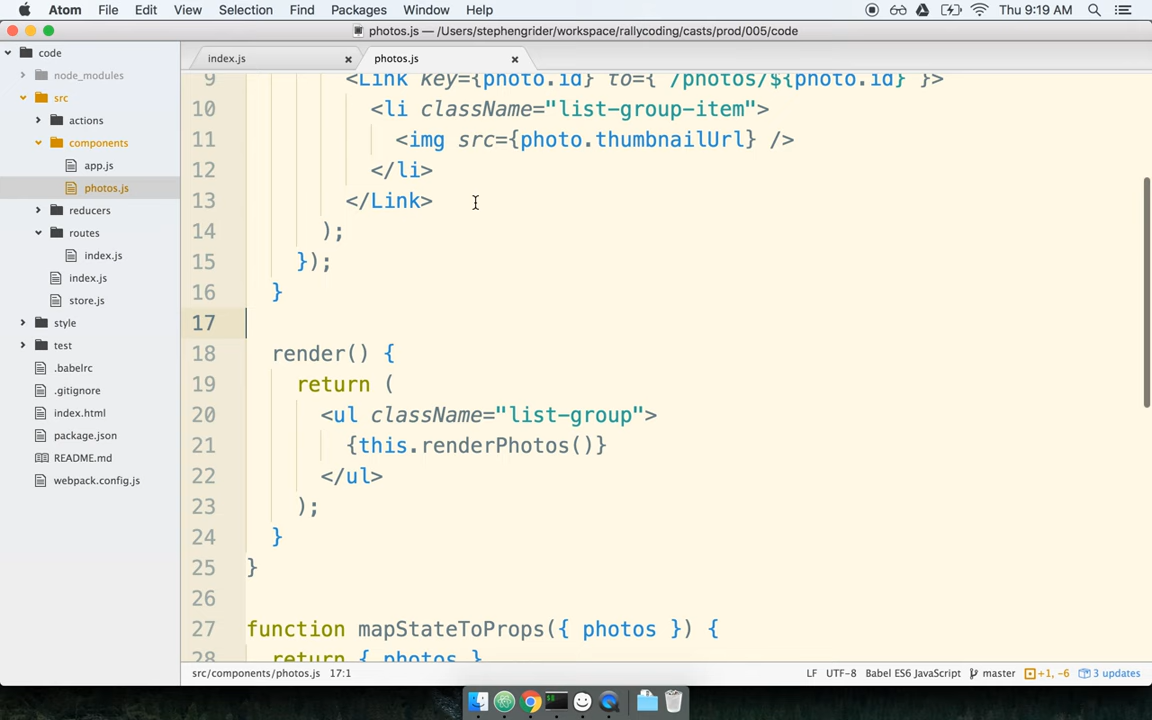 Atom File Edit View Selection Find Packages Window Help Thu 9:19 AM
photos.js — /Users/stephengrider/workspace/rallycoding/casts/prod/005/code
code
node_modules
src
actions
components
app.js
photos.js
reducers
routes
index.js
index.js
store.js
style
test
.babelrc
.gitignore
index.html
package.json
README.md
webpack.config.js
index.js photos.js
9 <Link key={photo.id} to={`/photos/${photo.id}`}>
10 <li className="list-group-item">
11 <img src={photo.thumbnailUrl} />
12 </li>
13 </Link>
14 );
15 });
16 }
17
18 render() {
19 return (
20 <ul className="list-group">
21 {this.renderPhotos()}
22 </ul>
23 );
24 }
25 }
26
27 function mapStateToProps({ photos }) {
28 return { photos }
src/components/photos.js 17:1 LF UTF-8 Babel ES6 JavaScript master +1, -6 3 updates